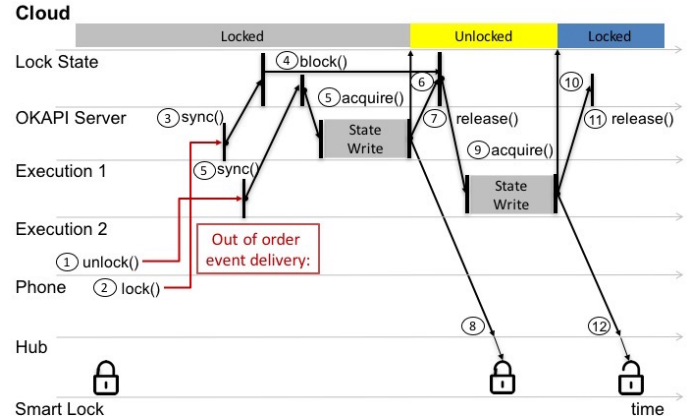 Cloud
Locked
Unlocked
Locked
Lock State
4 block()
6
10
5 acquire()
3 sync()
7 release()
11 release()
OKAPI Server
State
Write
9 acquire()
5 sync()
Execution 1
State
Write
Execution 2
Out of order
event delivery:
1 unlock()
Phone
2 lock()
8
12
Hub
Smart Lock
time